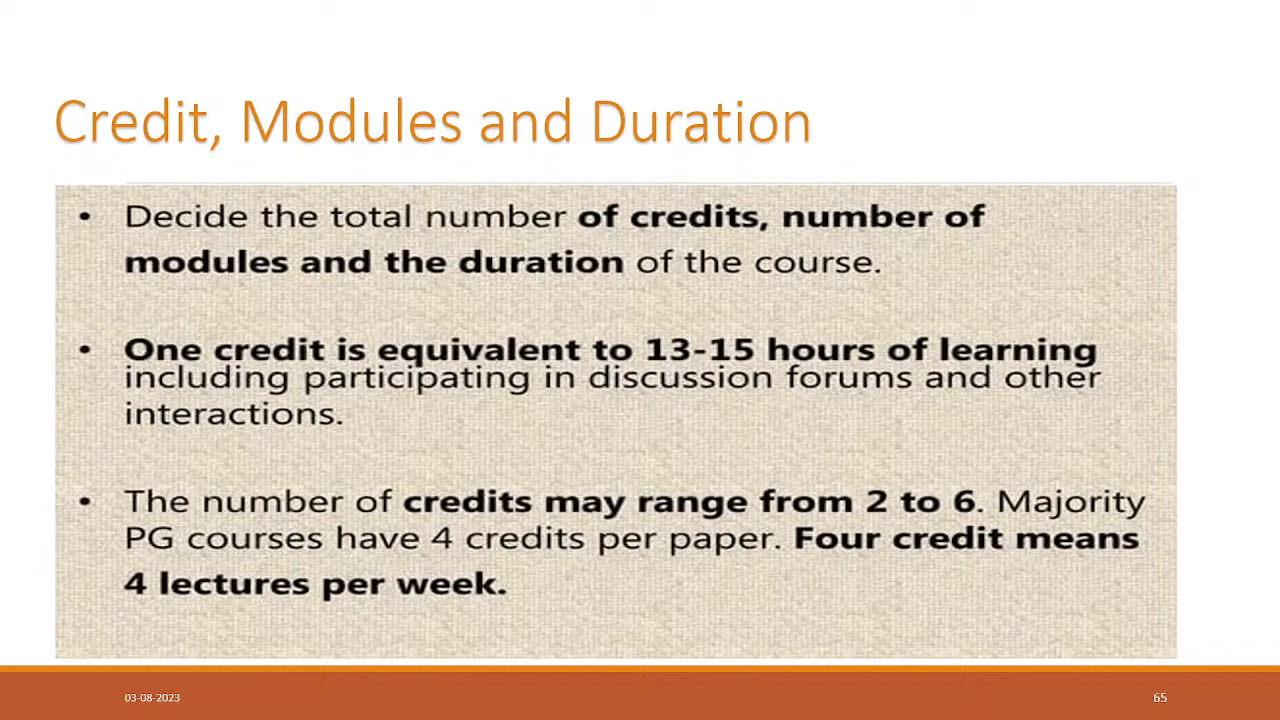 Credit, Modules and Duration
• Decide the total number of credits, number of
modules and the duration of the course.
• One credit is equivalent to 13-15 hours of learning
including participating in discussion forums and other
interactions.
• The number of credits may range from 2 to 6. Majority
PG courses have 4 credits per paper. Four credit means
4 lectures per week.
03-08-2023
65